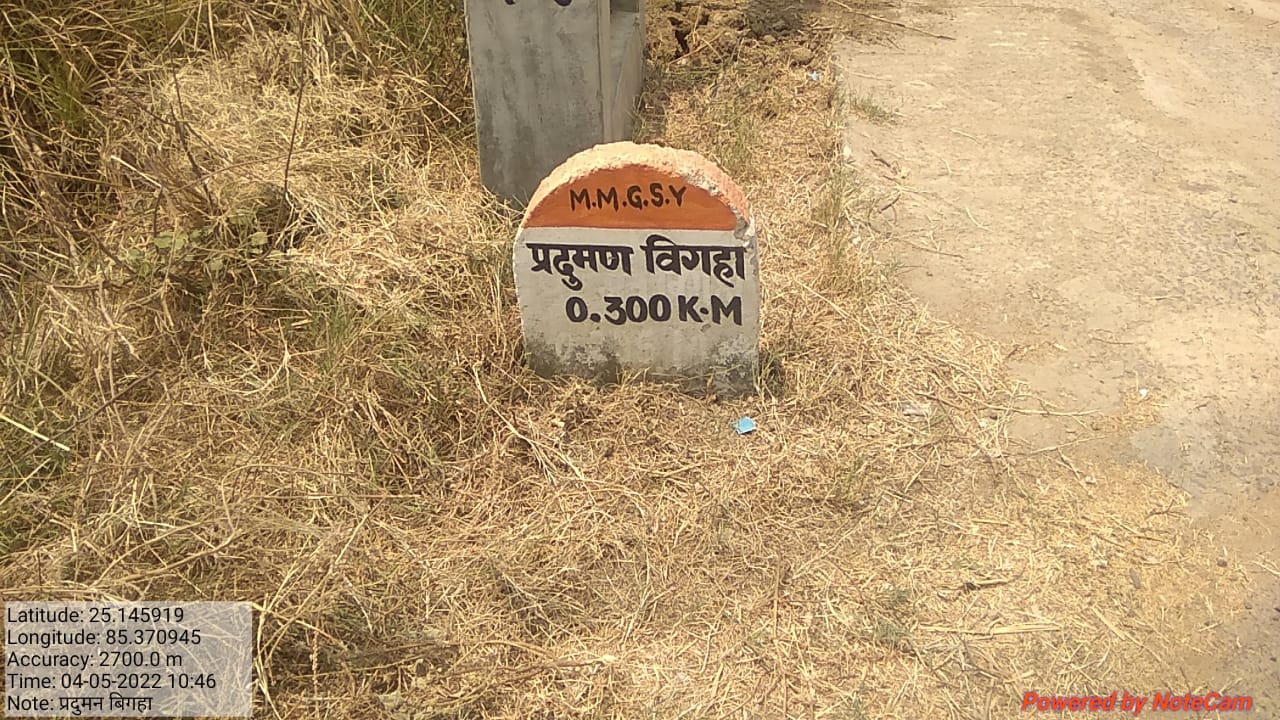 M.M.G.S.Y
प्रदुमण विगहा
0.300 K.M
Latitude: 25.145919
Longitude: 85.370945
Accuracy: 2700.0 m
Time: 04-05-2022 10:46
Note: प्रदुमन बिगहा
Powered by NoteCam